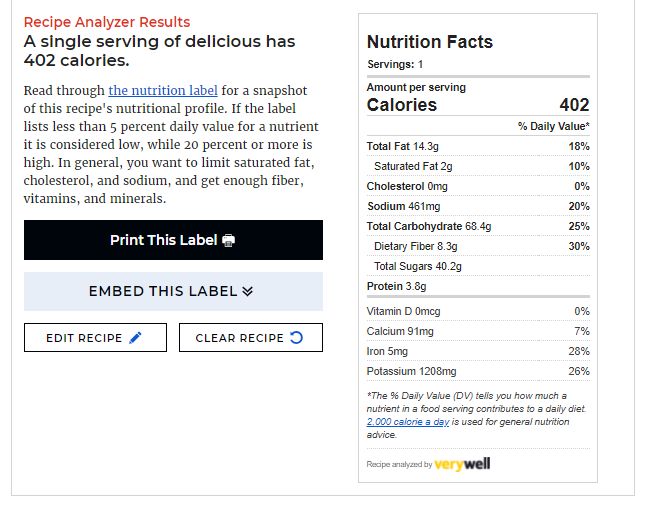 Recipe Analyzer Results
A single serving of delicious has
402 calories.
Read through the nutrition label for a snapshot
of this recipe's nutritional profile. If the label
lists less than 5 percent daily value for a nutrient
it is considered low, while 20 percent or more is
high. In general, you want to limit saturated fat,
cholesterol, and sodium, and get enough fiber,
vitamins, and minerals.
Print This Label
EMBED THIS LABEL
EDIT RECIPE
CLEAR RECIPE
Nutrition Facts
Servings: 1
Amount per serving
Calories 402
% Daily Value*
Total Fat 14.3g 18%
Saturated Fat 2g 10%
Cholesterol 0mg 0%
Sodium 461mg 20%
Total Carbohydrate 68.4g 25%
Dietary Fiber 8.3g 30%
Total Sugars 40.2g
Protein 3.8g
Vitamin D 0mcg 0%
Calcium 91mg 7%
Iron 5mg 28%
Potassium 1208mg 26%
*The % Daily Value (DV) tells you how much a
nutrient in a food serving contributes to a daily diet.
2,000 calorie a day is used for general nutrition
advice.
Recipe analyzed by verywell